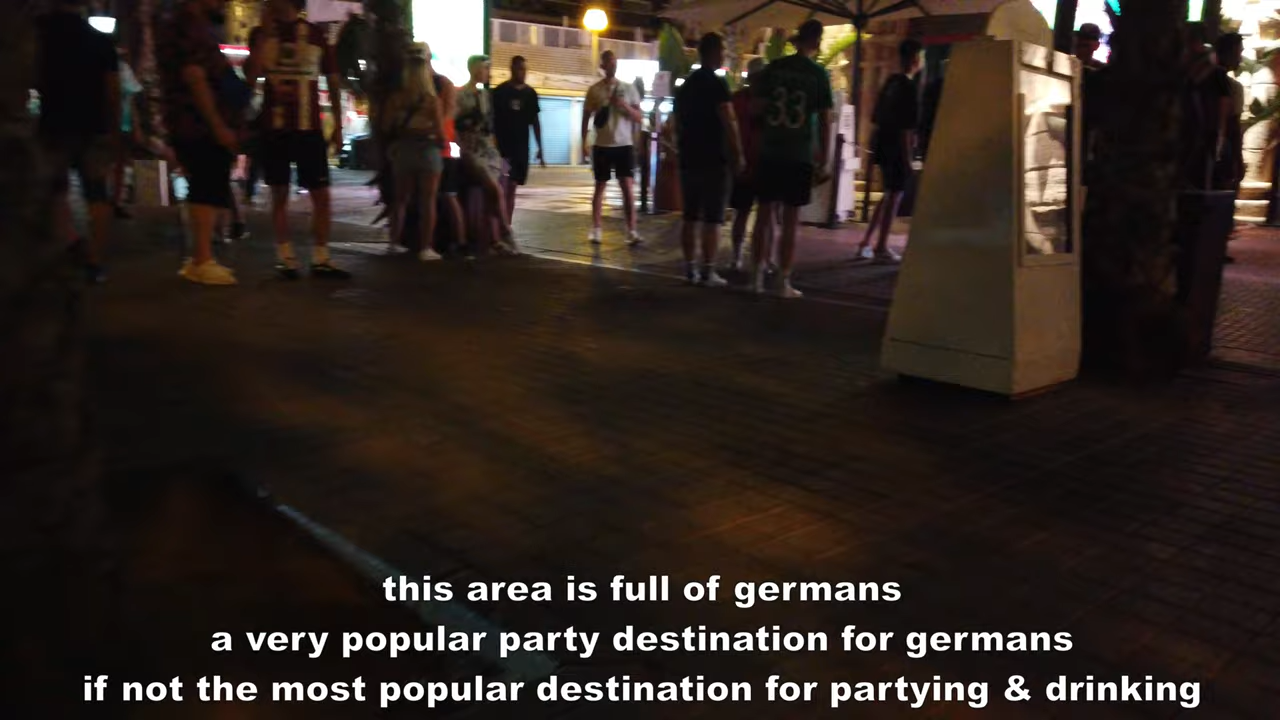 33
this area is full of germans
a very popular party destination for germans
if not the most popular destination for partying & drinking